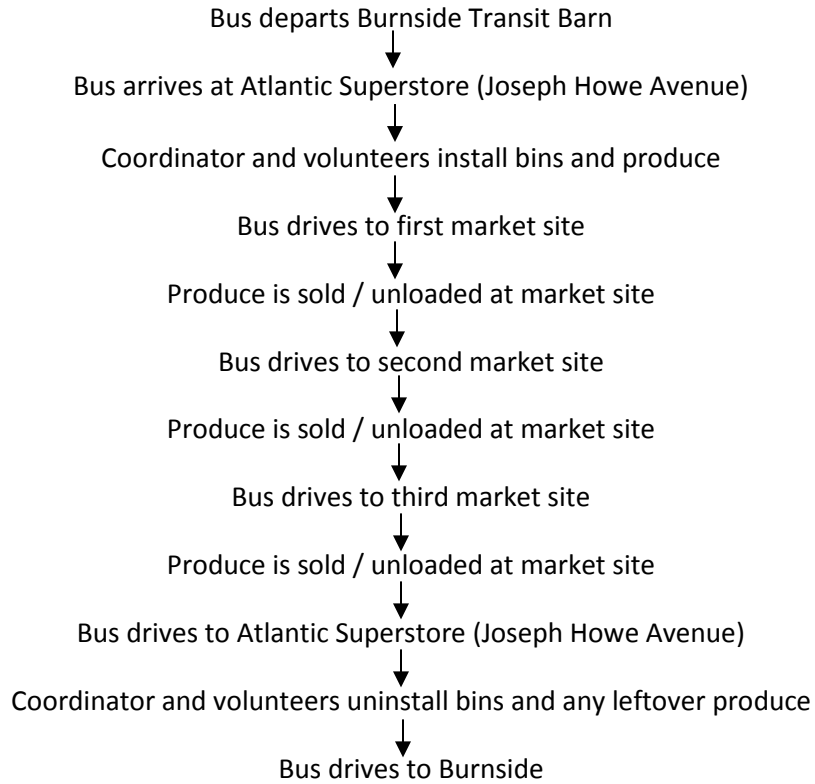 Bus departs Burnside Transit Barn
Bus arrives at Atlantic Superstore (Joseph Howe Avenue)
Coordinator and volunteers install bins and produce
Bus drives to first market site
Produce is sold / unloaded at market site
Bus drives to second market site
Produce is sold / unloaded at market site
Bus drives to third market site
Produce is sold / unloaded at market site
Bus drives to Atlantic Superstore (Joseph Howe Avenue)
Coordinator and volunteers uninstall bins and any leftover produce
Bus drives to Burnside